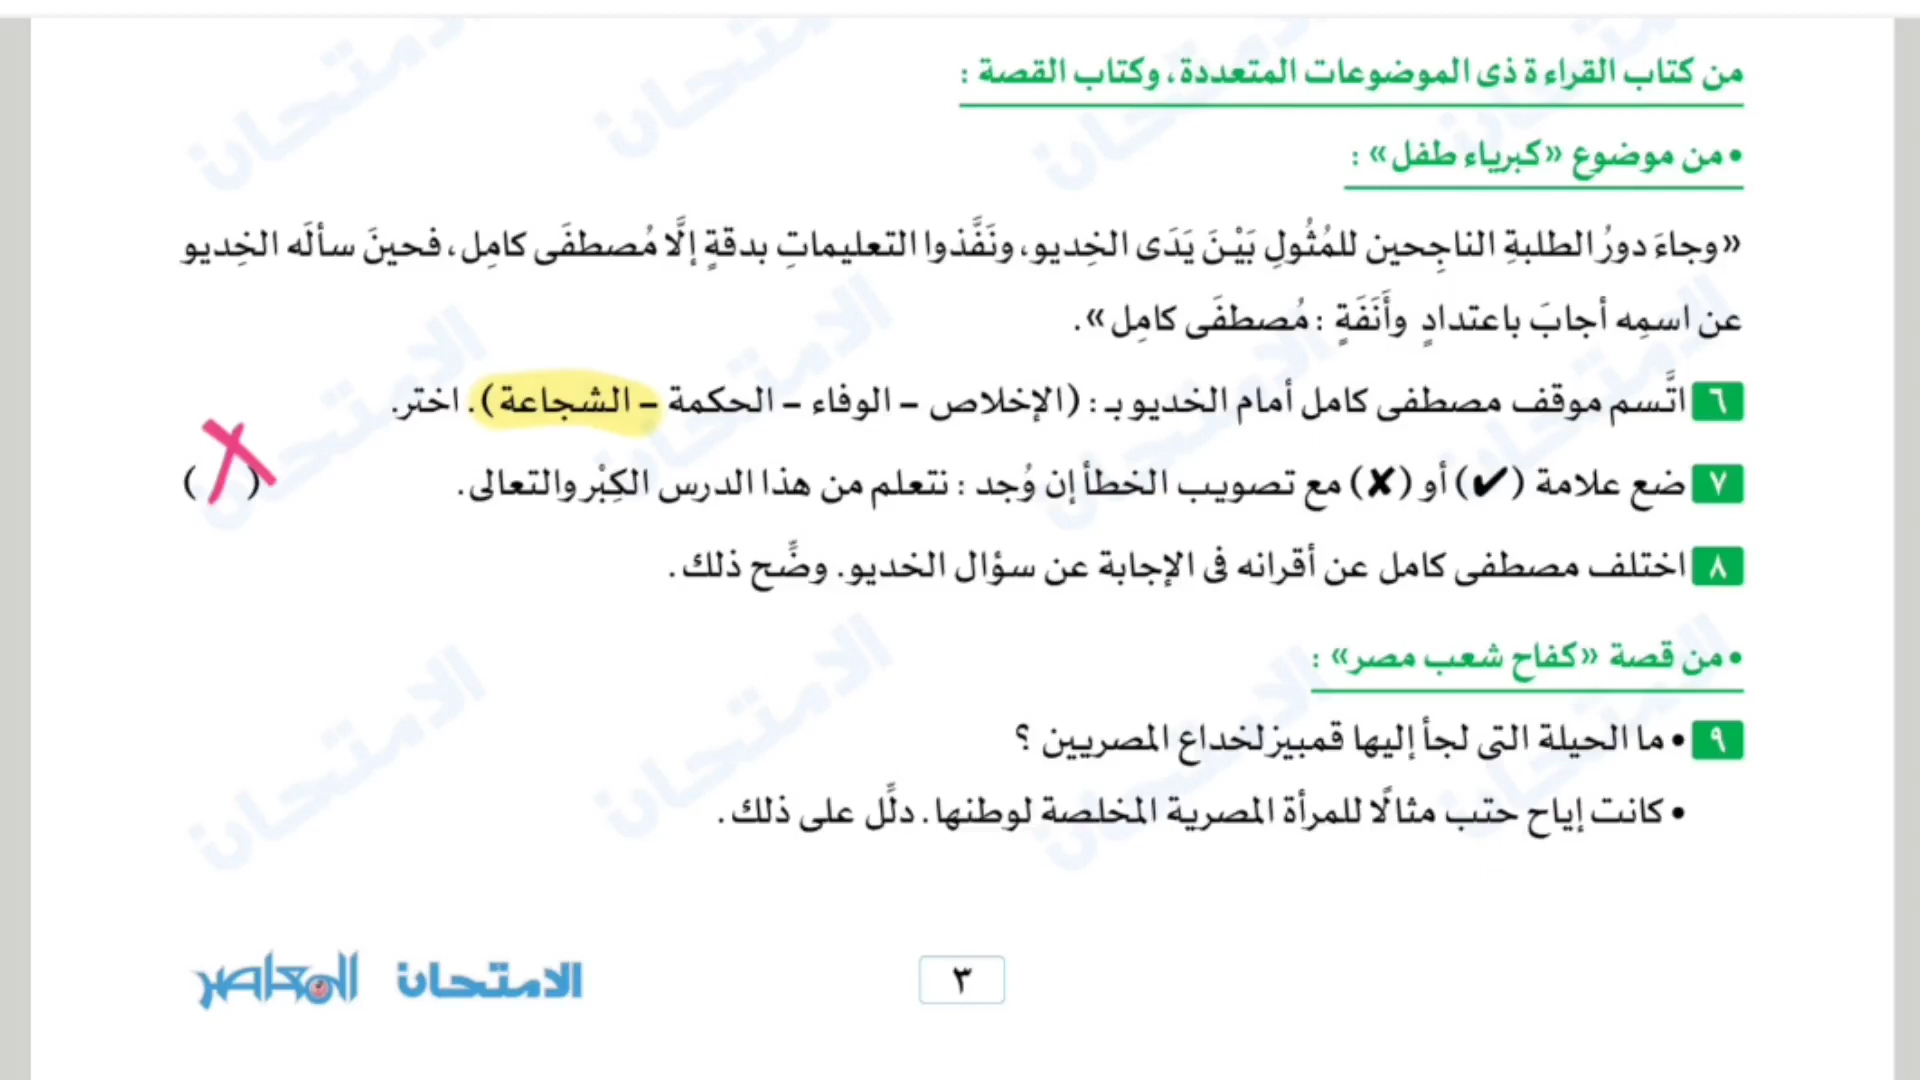 من كتاب القراءة ذى الموضوعات المتعددة، وكتاب القصة :
• من موضوع «كبرياء طفل» :
«وجاءَ دورُ الطلبةِ الناجِحين للمُثُولِ بَيْنَ يَدَى الخِديو، ونَفَّذوا التعليماتِ بدقةٍ إلَّا مُصطفَى كامِل، فحينَ سألَه الخِديو
عن اسمِه أجابَ باعتدادٍ وأَنَفَةٍ : مُصطفَى كامِل».
٦ اتَّسم موقف مصطفى كامل أمام الخديو بـ : (الإخلاص – الوفاء – الحكمة – الشجاعة). اختر.
٧ ضع علامة (✔) أو (✘) مع تصويب الخطأ إن وُجد : نتعلم من هذا الدرس الكِبْر والتعالى. ( X )
٨ اختلف مصطفى كامل عن أقرانه فى الإجابة عن سؤال الخديو. وضِّح ذلك.
• من قصة «كفاح شعب مصر» :
٩ • ما الحيلة التى لجأ إليها قمبيز لخداع المصريين ؟
• كانت إياح حتب مثالًا للمرأة المصرية المخلصة لوطنها. دلِّل على ذلك.
٣
الامتحان المعاصر